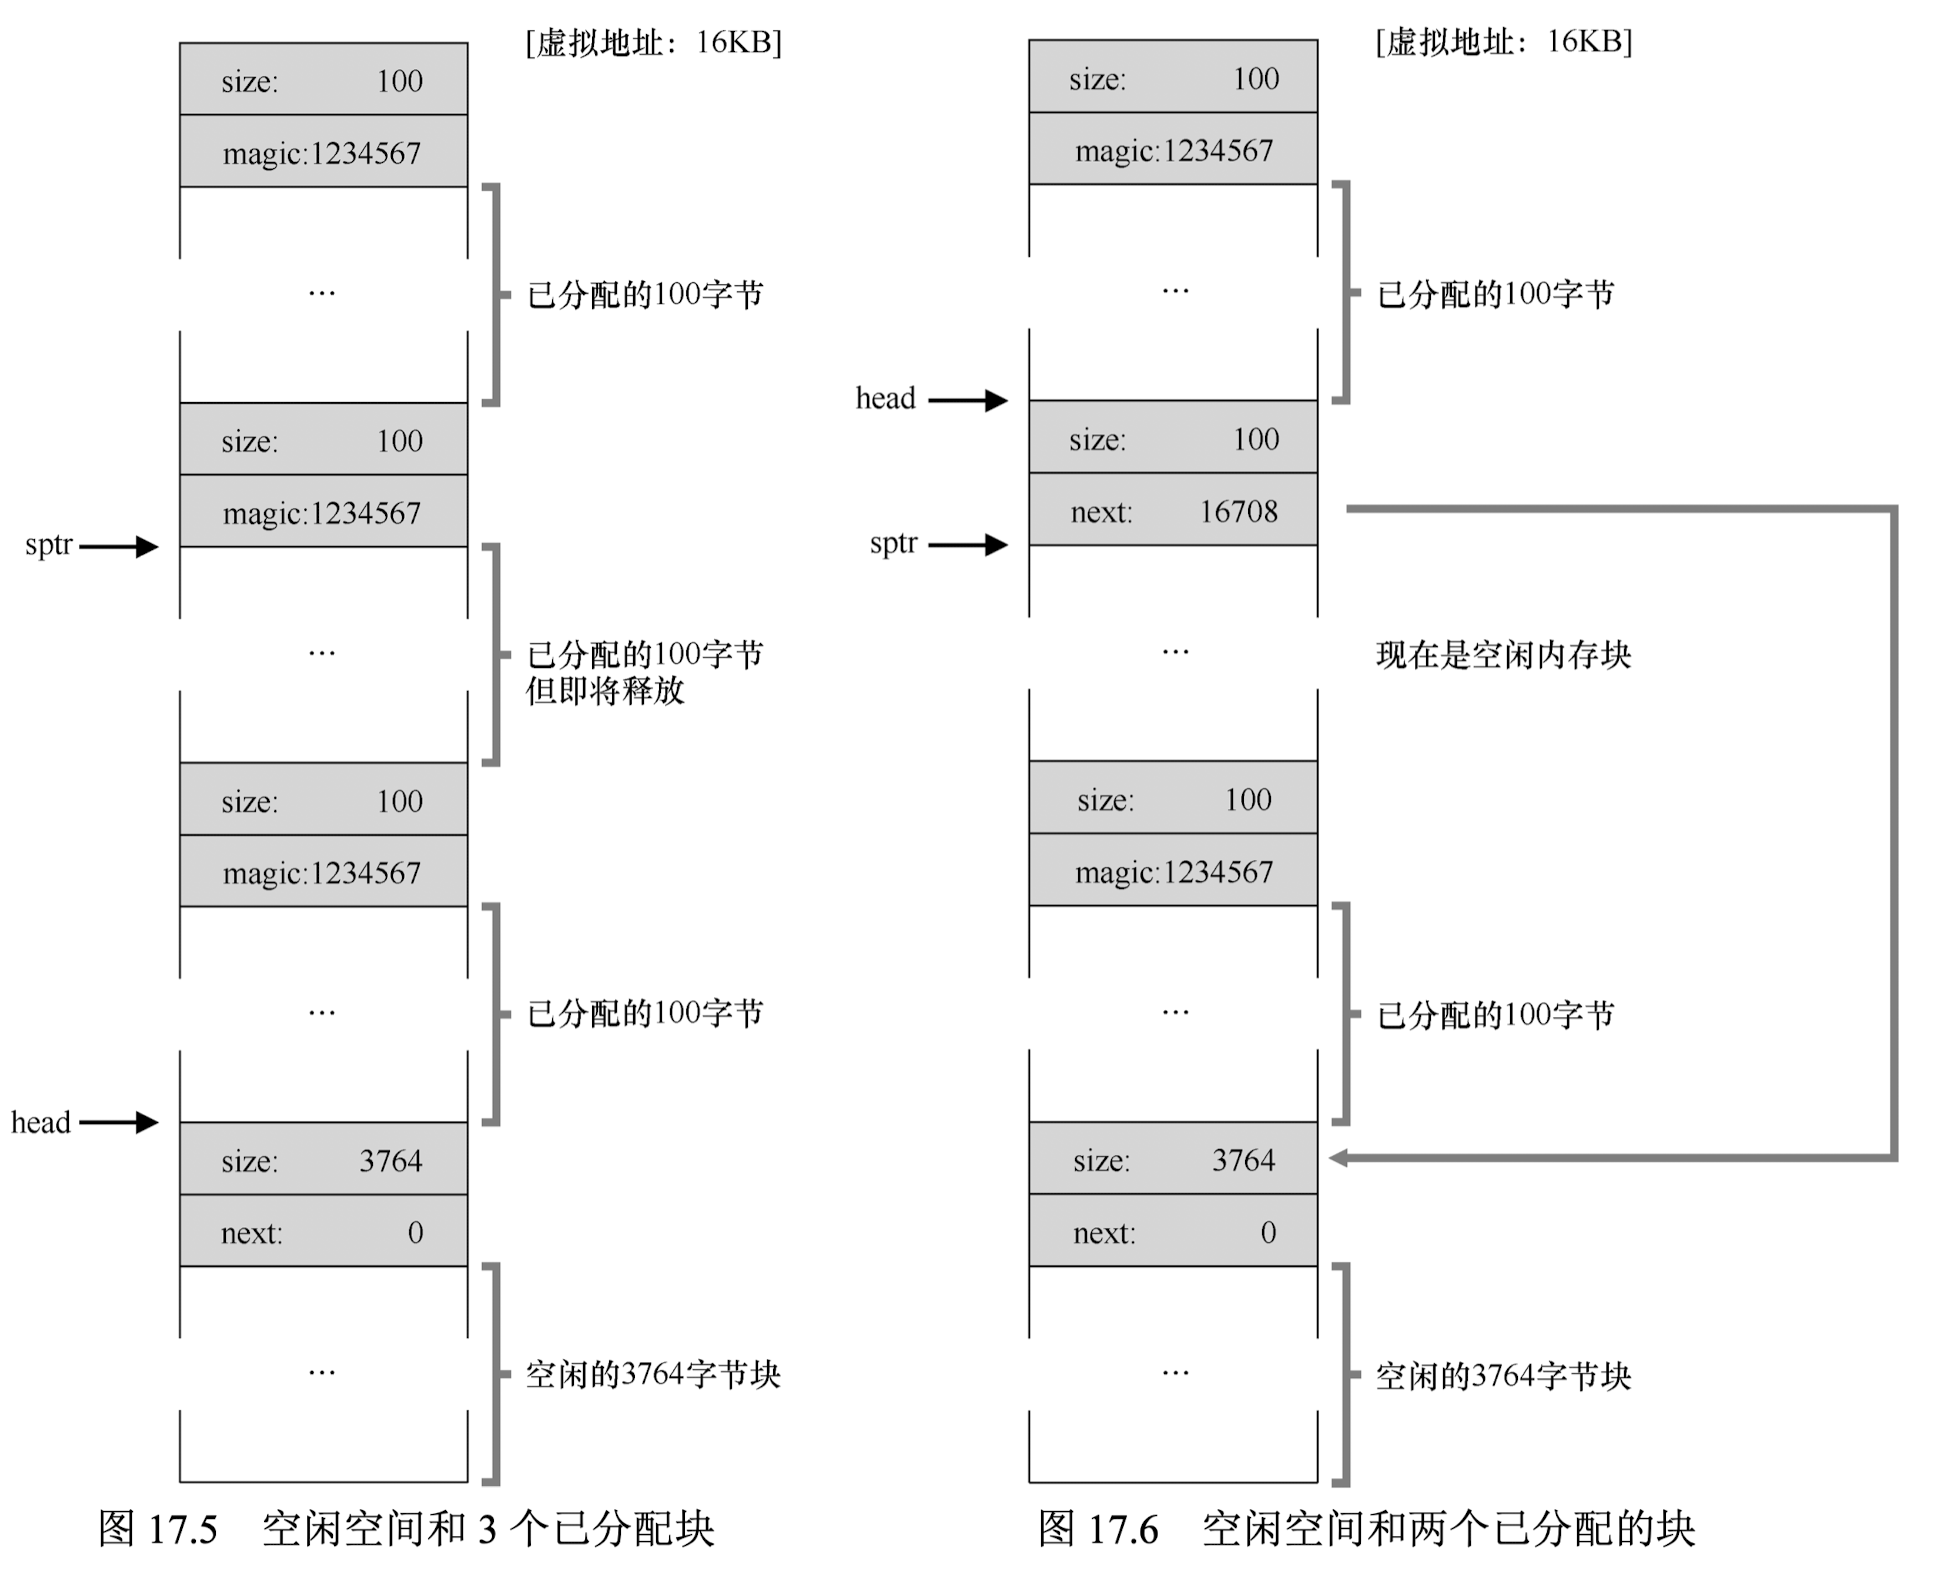 [虚拟地址：16KB]
size: 100
magic:1234567
...
已分配的100字节
size: 100
magic:1234567
sptr
...
已分配的100字节
但即将释放
size: 100
magic:1234567
...
已分配的100字节
head
size: 3764
next: 0
...
空闲的3764字节块
图 17.5 空闲空间和 3 个已分配块
[虚拟地址：16KB]
size: 100
magic:1234567
...
已分配的100字节
head
size: 100
next: 16708
sptr
...
现在是空闲内存块
size: 100
magic:1234567
...
已分配的100字节
size: 3764
next: 0
...
空闲的3764字节块
图 17.6 空闲空间和两个已分配的块